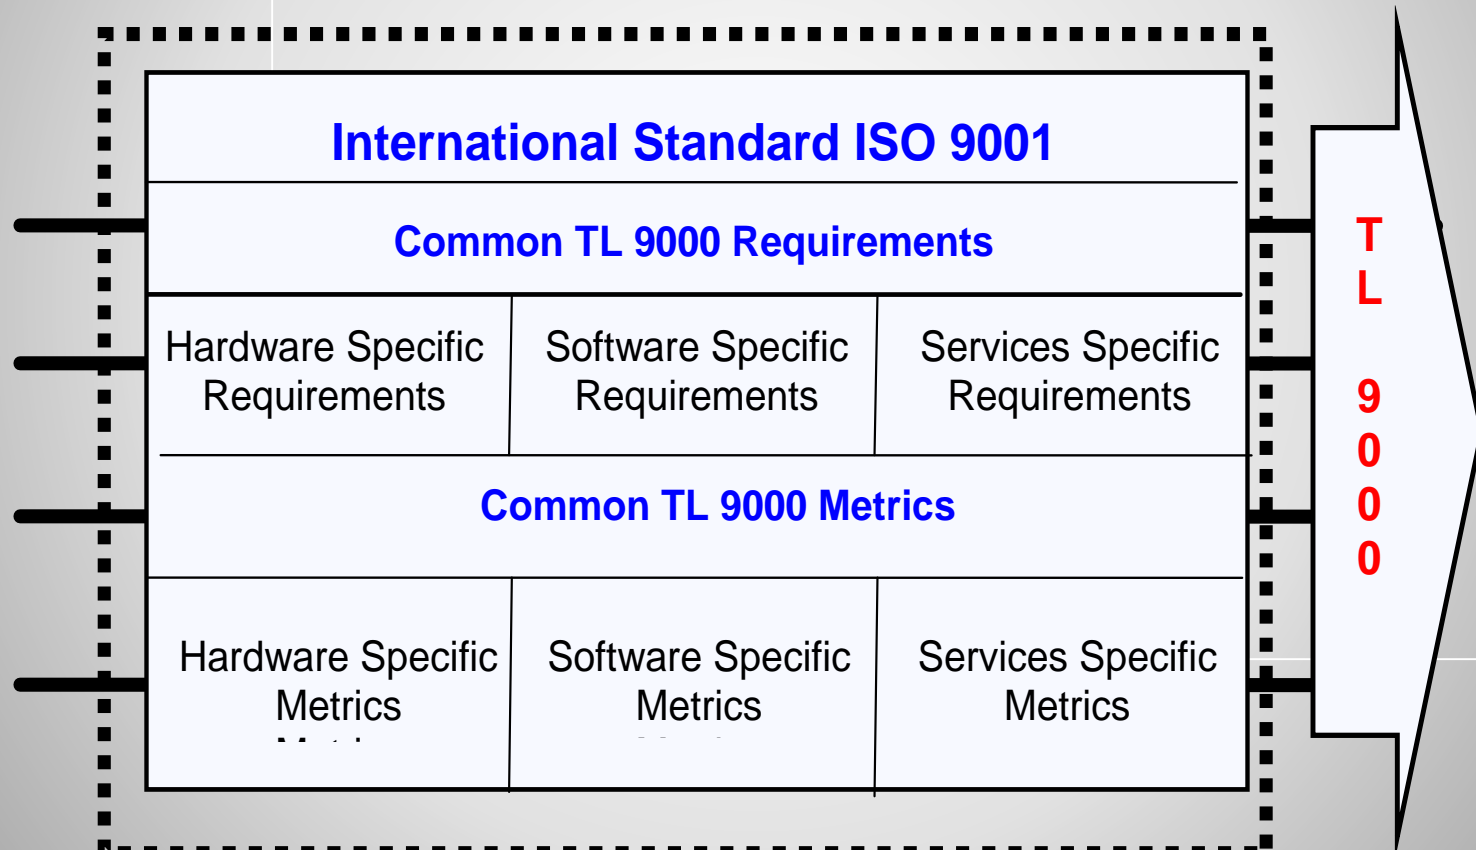 International Standard ISO 9001
Common TL 9000 Requirements
Hardware Specific
Requirements
Software Specific
Requirements
Services Specific
Requirements
Common TL 9000 Metrics
Hardware Specific
Metrics
Software Specific
Metrics
Services Specific
Metrics
T
L
9
0
0
0